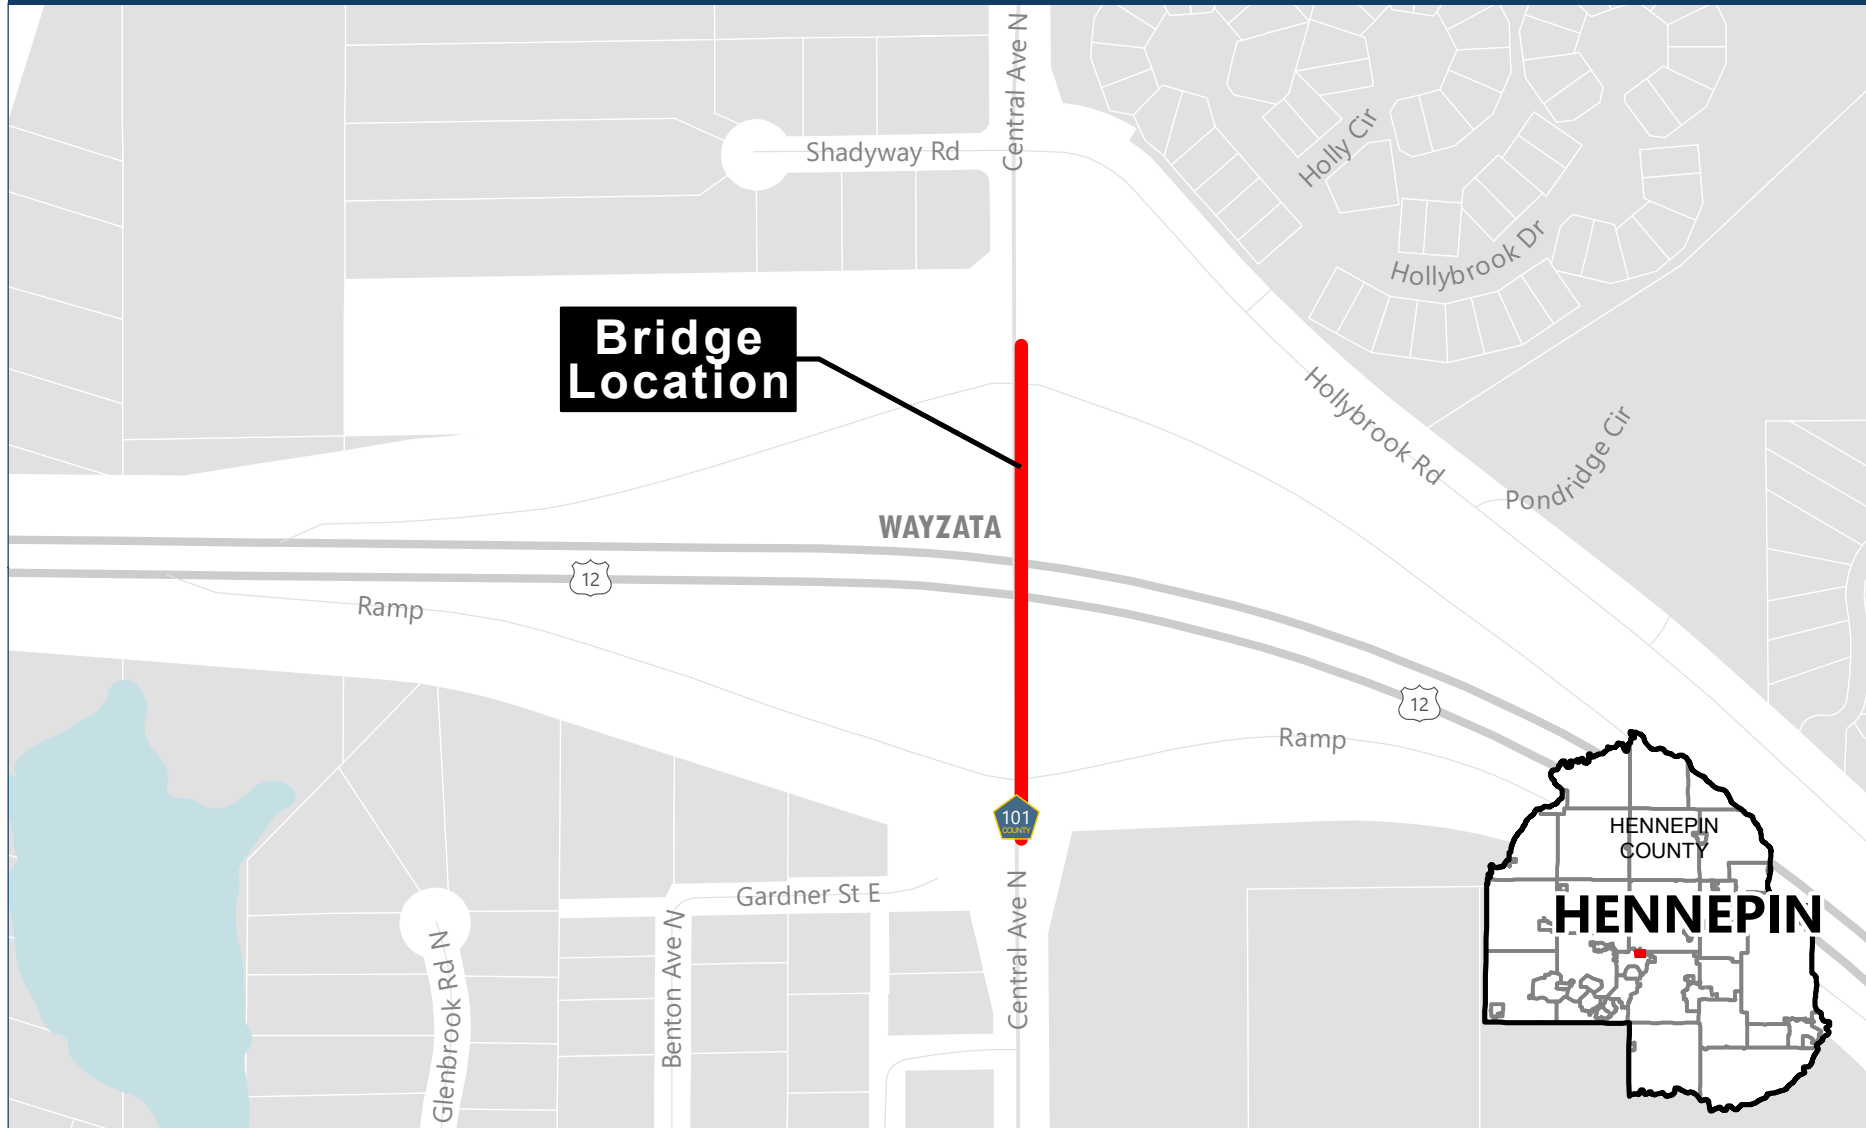 Central Ave N
Shadyway Rd
Holly Cir
Hollybrook Dr
Bridge
Location
Hollybrook Rd
Pondridge Cir
WAYZATA
12
Ramp
12
Ramp
101
COUNTY
HENNEPIN
COUNTY
HENNEPIN
Gardner St E
Central Ave N
Benton Ave N
Glenbrook Rd N